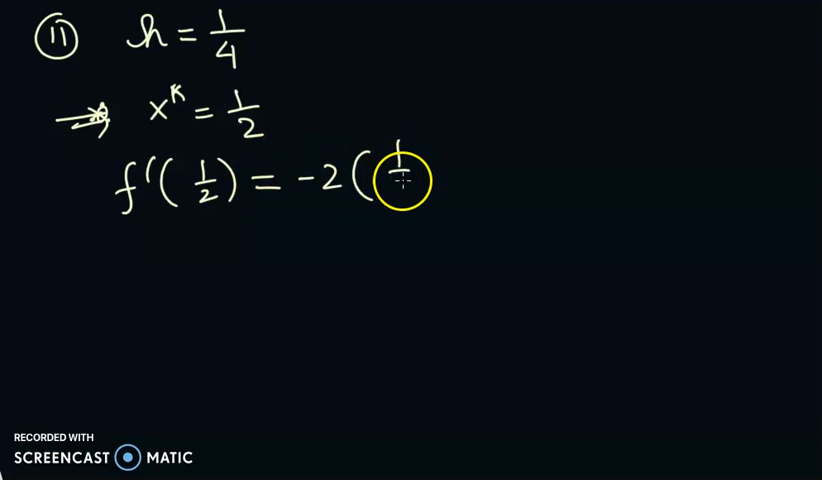 (11) h = 1/4
x^k = 1/2
f'(1/2) = -2(1/
RECORDED WITH
SCREENCAST MATIC